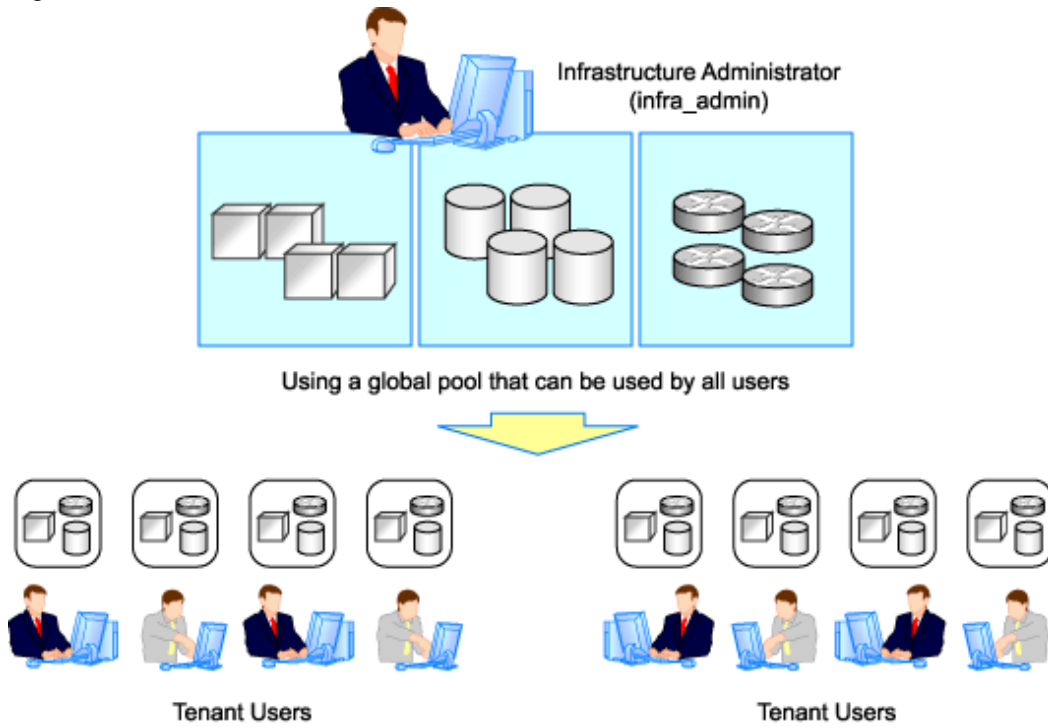 Infrastructure Administrator
(infra_admin)
Using a global pool that can be used by all users
Tenant Users
Tenant Users